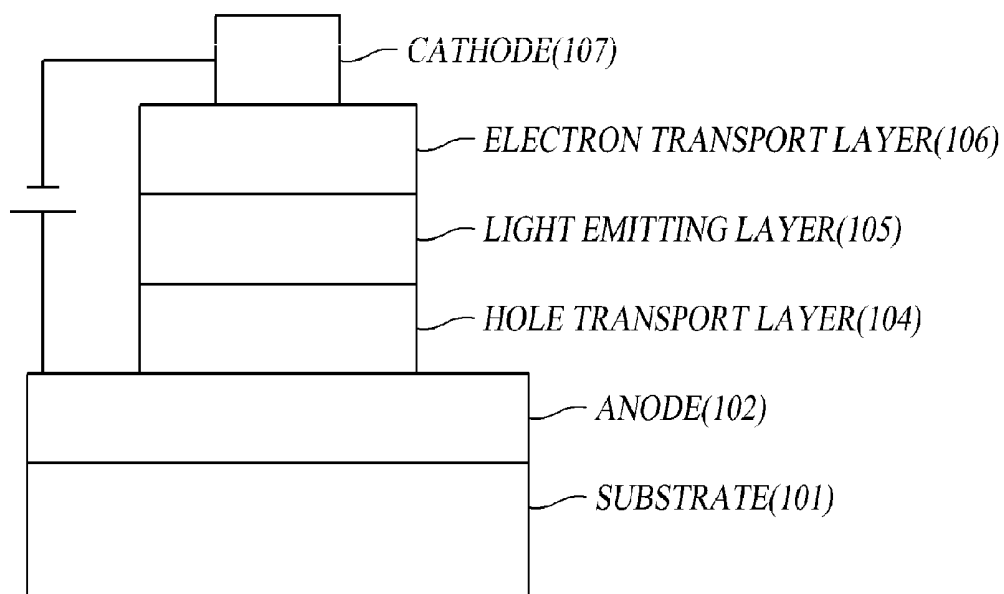 CATHODE(107)
ELECTRON TRANSPORT LAYER(106)
LIGHT EMITTING LAYER(105)
HOLE TRANSPORT LAYER(104)
ANODE(102)
SUBSTRATE(101)